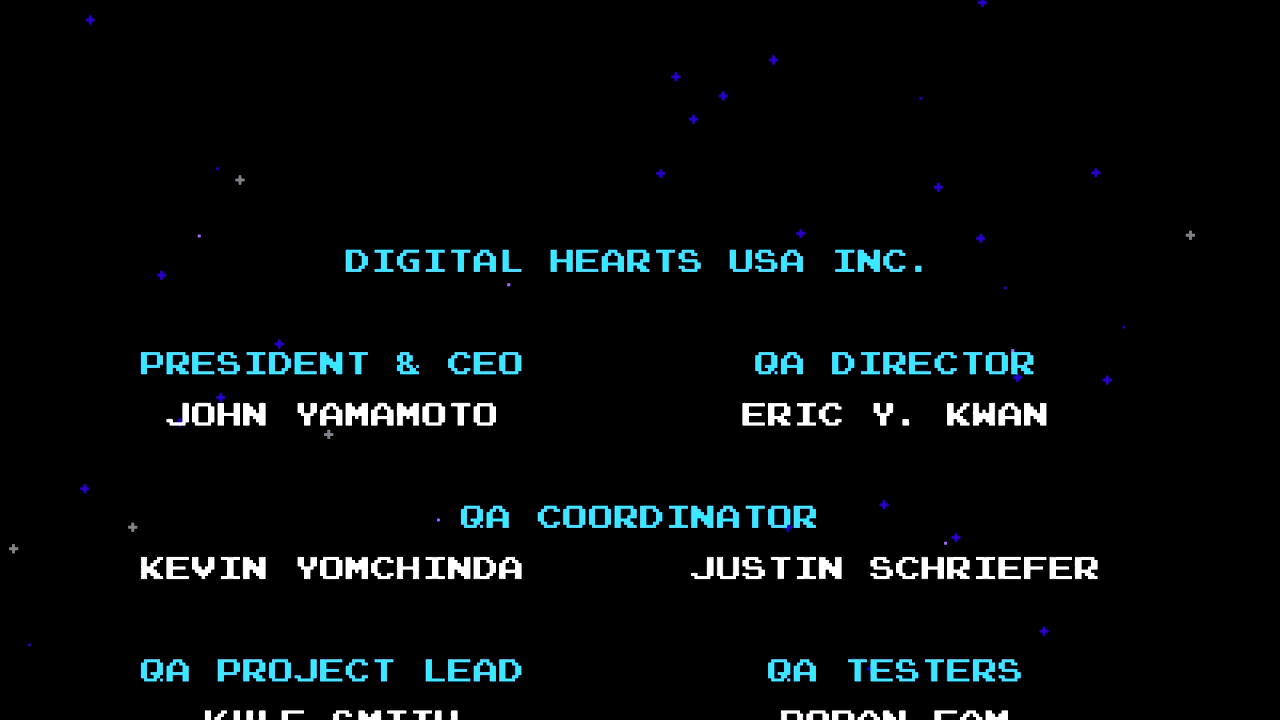 DIGITAL HEARTS USA INC.
PRESIDENT & CEO QA DIRECTOR
JOHN YAMAMOTO ERIC Y. KWAN
QA COORDINATOR
KEVIN YOMCHINDA JUSTIN SCHRIEFER
QA PROJECT LEAD QA TESTERS
SMITH